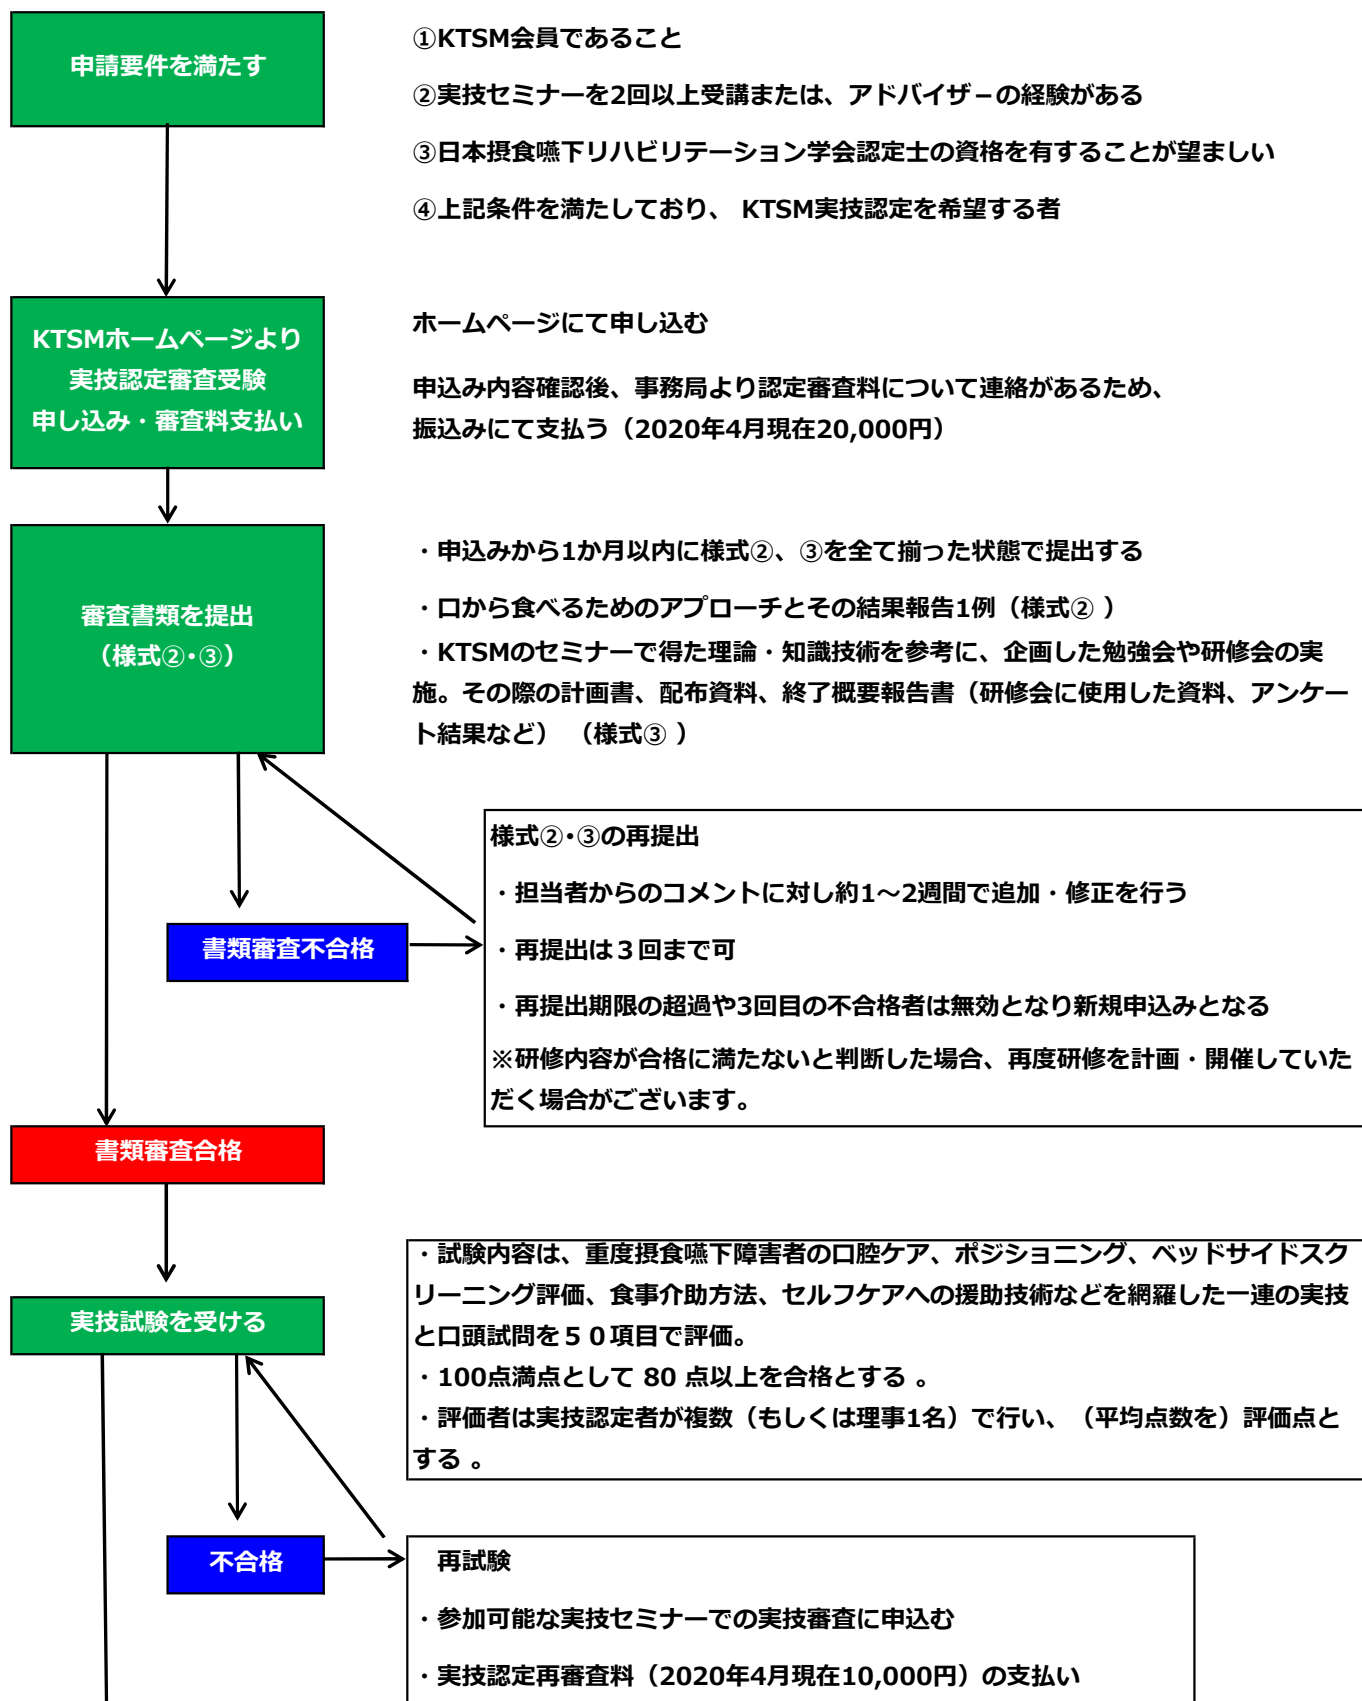 申請要件を満たす
①KTSM会員であること
②実技セミナーを2回以上受講または、アドバイザ－の経験がある
③日本摂食嚥下リハビリテーション学会認定士の資格を有することが望ましい
④上記条件を満たしており、 KTSM実技認定を希望する者
KTSMホームページより
実技認定審査受験
申し込み・審査料支払い
ホームページにて申し込む
申込み内容確認後、事務局より認定審査料について連絡があるため、
振込みにて支払う（2020年4月現在20,000円）
審査書類を提出
（様式②・③）
・申込みから1か月以内に様式②、③を全て揃った状態で提出する
・口から食べるためのアプローチとその結果報告1例（様式② ）
・KTSMのセミナーで得た理論・知識技術を参考に、企画した勉強会や研修会の実
施。その際の計画書、配布資料、終了概要報告書（研修会に使用した資料、アンケー
ト結果など） （様式③ ）
様式②・③の再提出
・担当者からのコメントに対し約1～2週間で追加・修正を行う
・再提出は３回まで可
・再提出期限の超過や3回目の不合格者は無効となり新規申込みとなる
※研修内容が合格に満たないと判断した場合、再度研修を計画・開催していた
だく場合がございます。
書類審査不合格
書類審査合格
実技試験を受ける
・試験内容は、重度摂食嚥下障害者の口腔ケア、ポジショニング、ベッドサイドスク
リーニング評価、食事介助方法、セルフケアへの援助技術などを網羅した一連の実技
と口頭試問を５０項目で評価。
・100点満点として 80 点以上を合格とする 。
・評価者は実技認定者が複数（もしくは理事1名）で行い、（平均点数を）評価点と
する 。
不合格
再試験
・参加可能な実技セミナーでの実技審査に申込む
・実技認定再審査料（2020年4月現在10,000円）の支払い